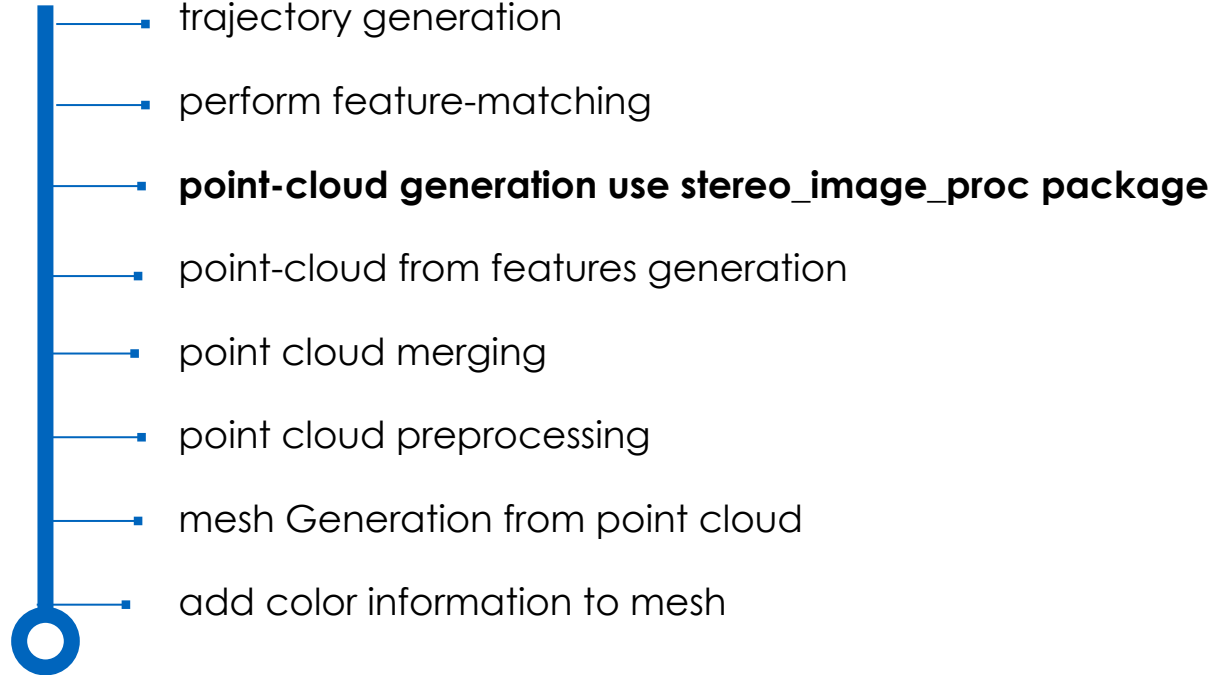 trajectory generation
perform feature-matching
point-cloud generation use stereo_image_proc package
point-cloud from features generation
point cloud merging
point cloud preprocessing
mesh Generation from point cloud
add color information to mesh